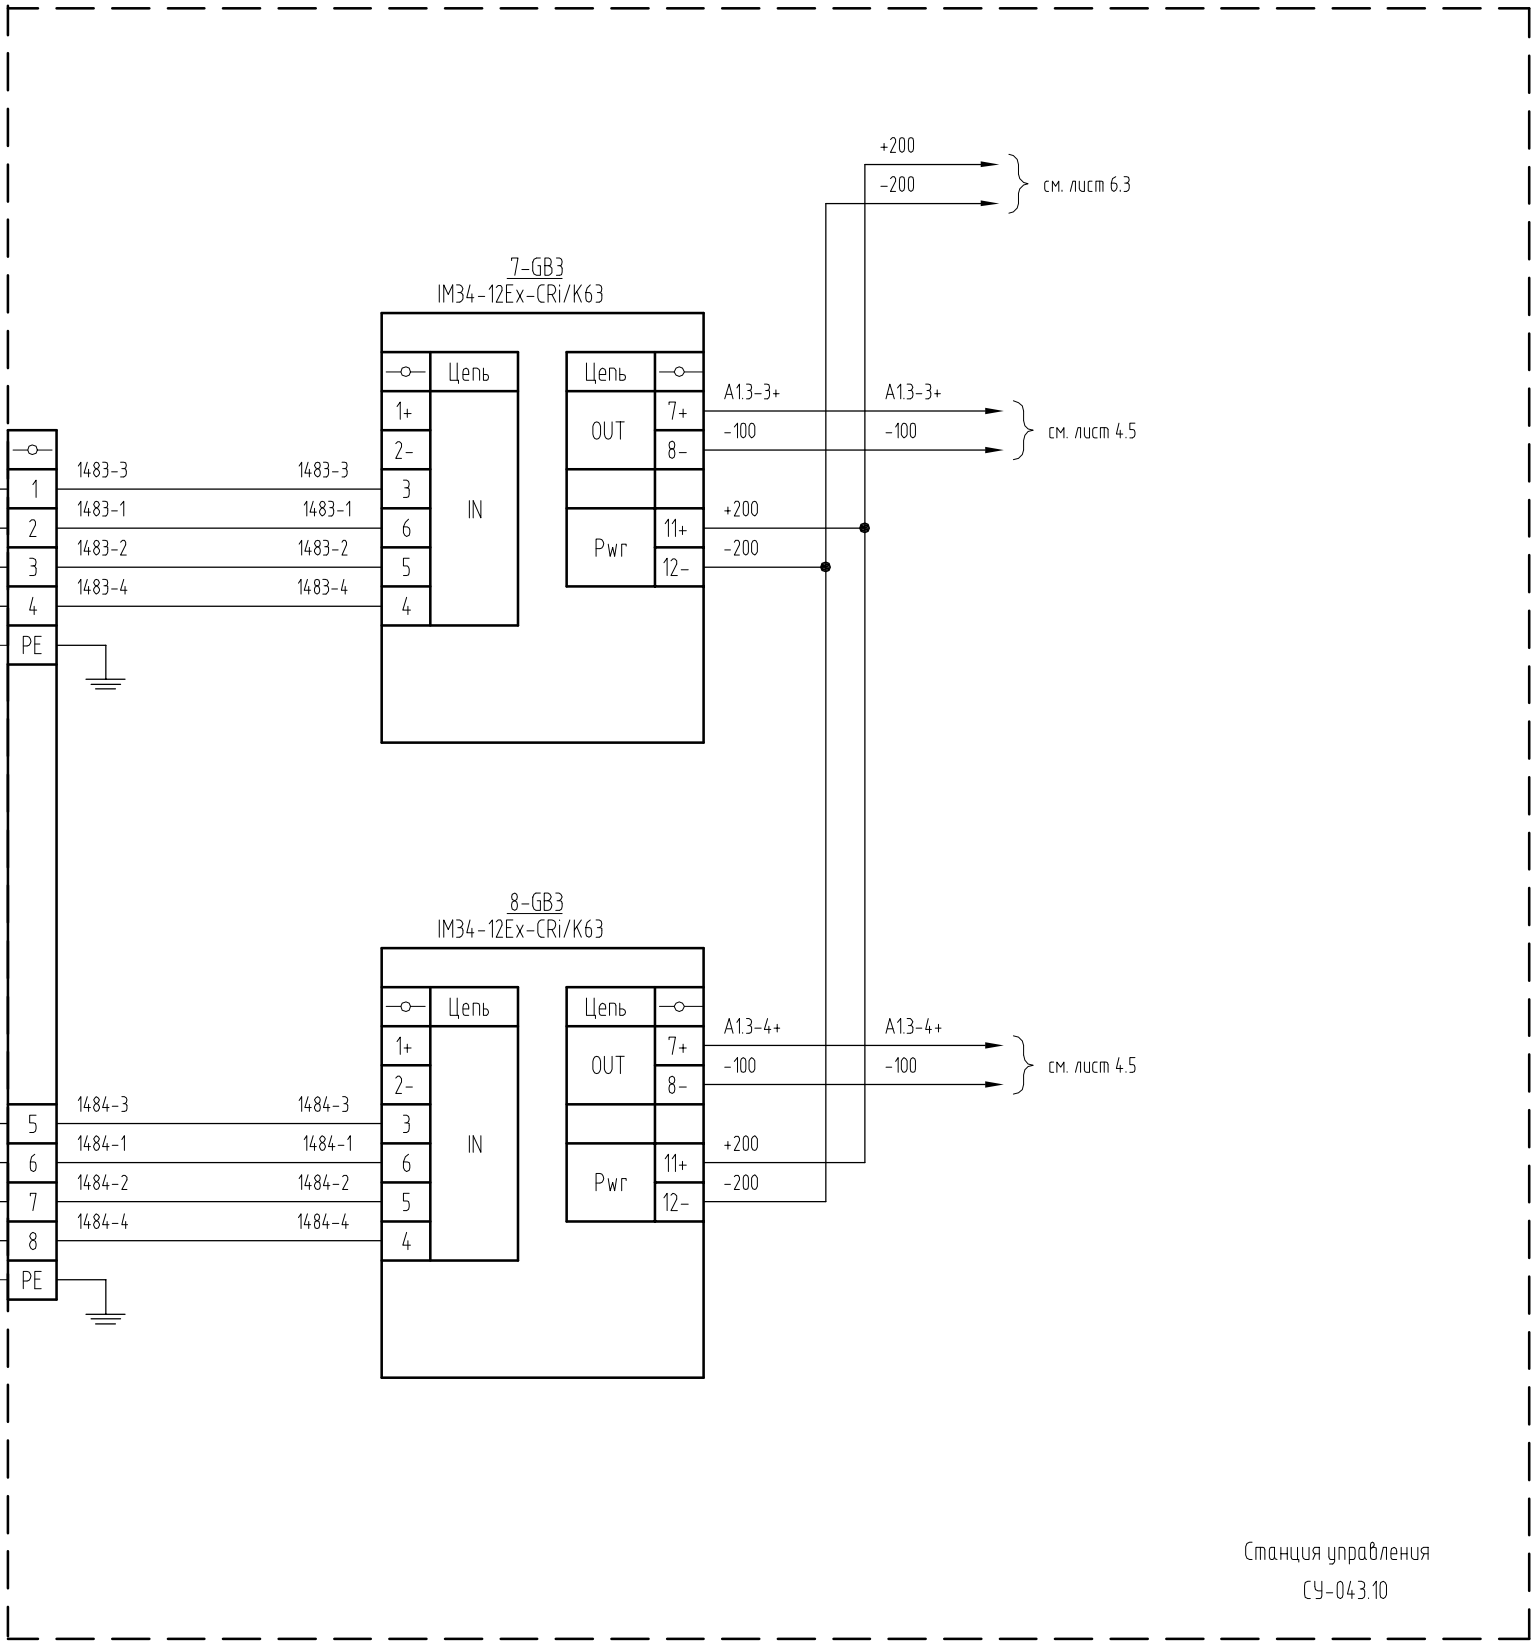 +200
-200
см. лист 6.3
7-GB3
IM34-12Ex-CRi/K63
Цепь
Цепь
1+
7+
A1.3-3+
A1.3-3+
OUT
2-
8-
-100
-100
см. лист 4.5
1
1483-3
1483-3
3
IN
2
1483-1
1483-1
6
11+
+200
Pwr
3
1483-2
1483-2
5
12-
-200
4
1483-4
1483-4
4
PE
8-GB3
IM34-12Ex-CRi/K63
Цепь
Цепь
1+
7+
A1.3-4+
A1.3-4+
OUT
2-
8-
-100
-100
см. лист 4.5
5
1484-3
1484-3
3
IN
6
1484-1
1484-1
6
11+
+200
Pwr
7
1484-2
1484-2
5
12-
-200
8
1484-4
1484-4
4
PE
Станция управления
СУ-043.10